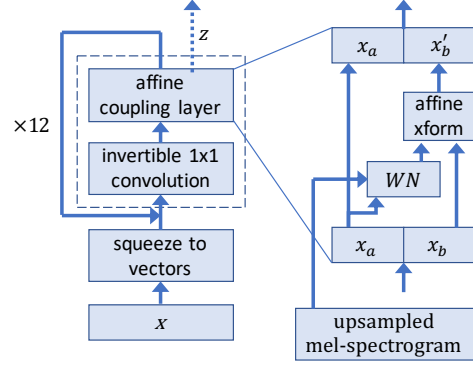 z
x_a
x_b′
affine
coupling layer
×12
affine
xform
invertible 1x1
convolution
WN
squeeze to
vectors
x_a
x_b
x
upsampled
mel-spectrogram